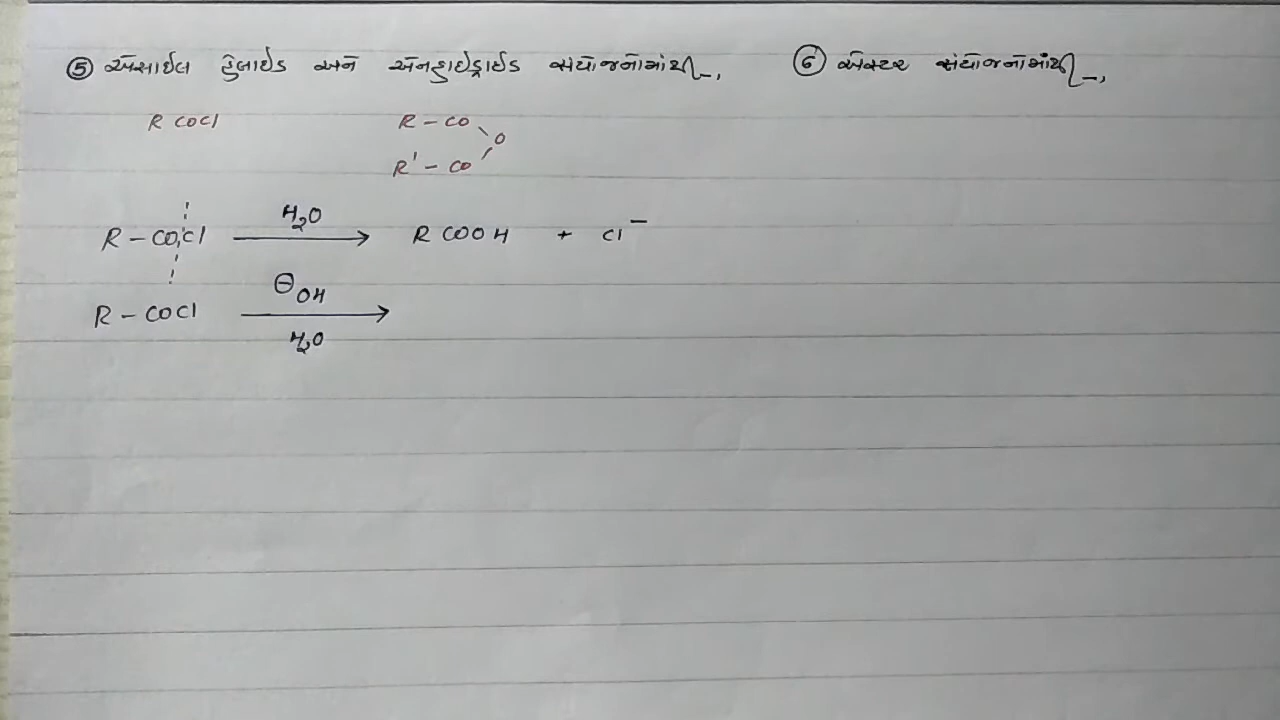 ⑤ એસાઈલ હેલાઈડ અને એનહાઈડ્રાઈડ સંયોજનોમાંથી -,
R COCl
R - CO
O
R' - CO
R - CO Cl H2O → R COOH + Cl⁻
R - COCl ⊖OH → H2O
⑥ એસ્ટર સંયોજનોમાંથી -,